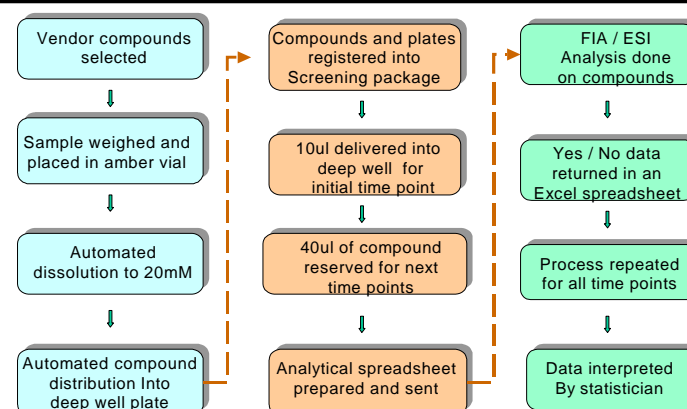 Vendor compounds
selected
Sample weighed and
placed in amber vial
Automated
dissolution to 20mM
Automated compound
distribution Into
deep well plate
Compounds and plates
registered into
Screening package
10ul delivered into
deep well for
initial time point
40ul of compound
reserved for next
time points
Analytical spreadsheet
prepared and sent
FIA / ESI
Analysis done
on compounds
Yes / No data
returned in an
Excel spreadsheet
Process repeated
for all time points
Data interpreted
By statistician